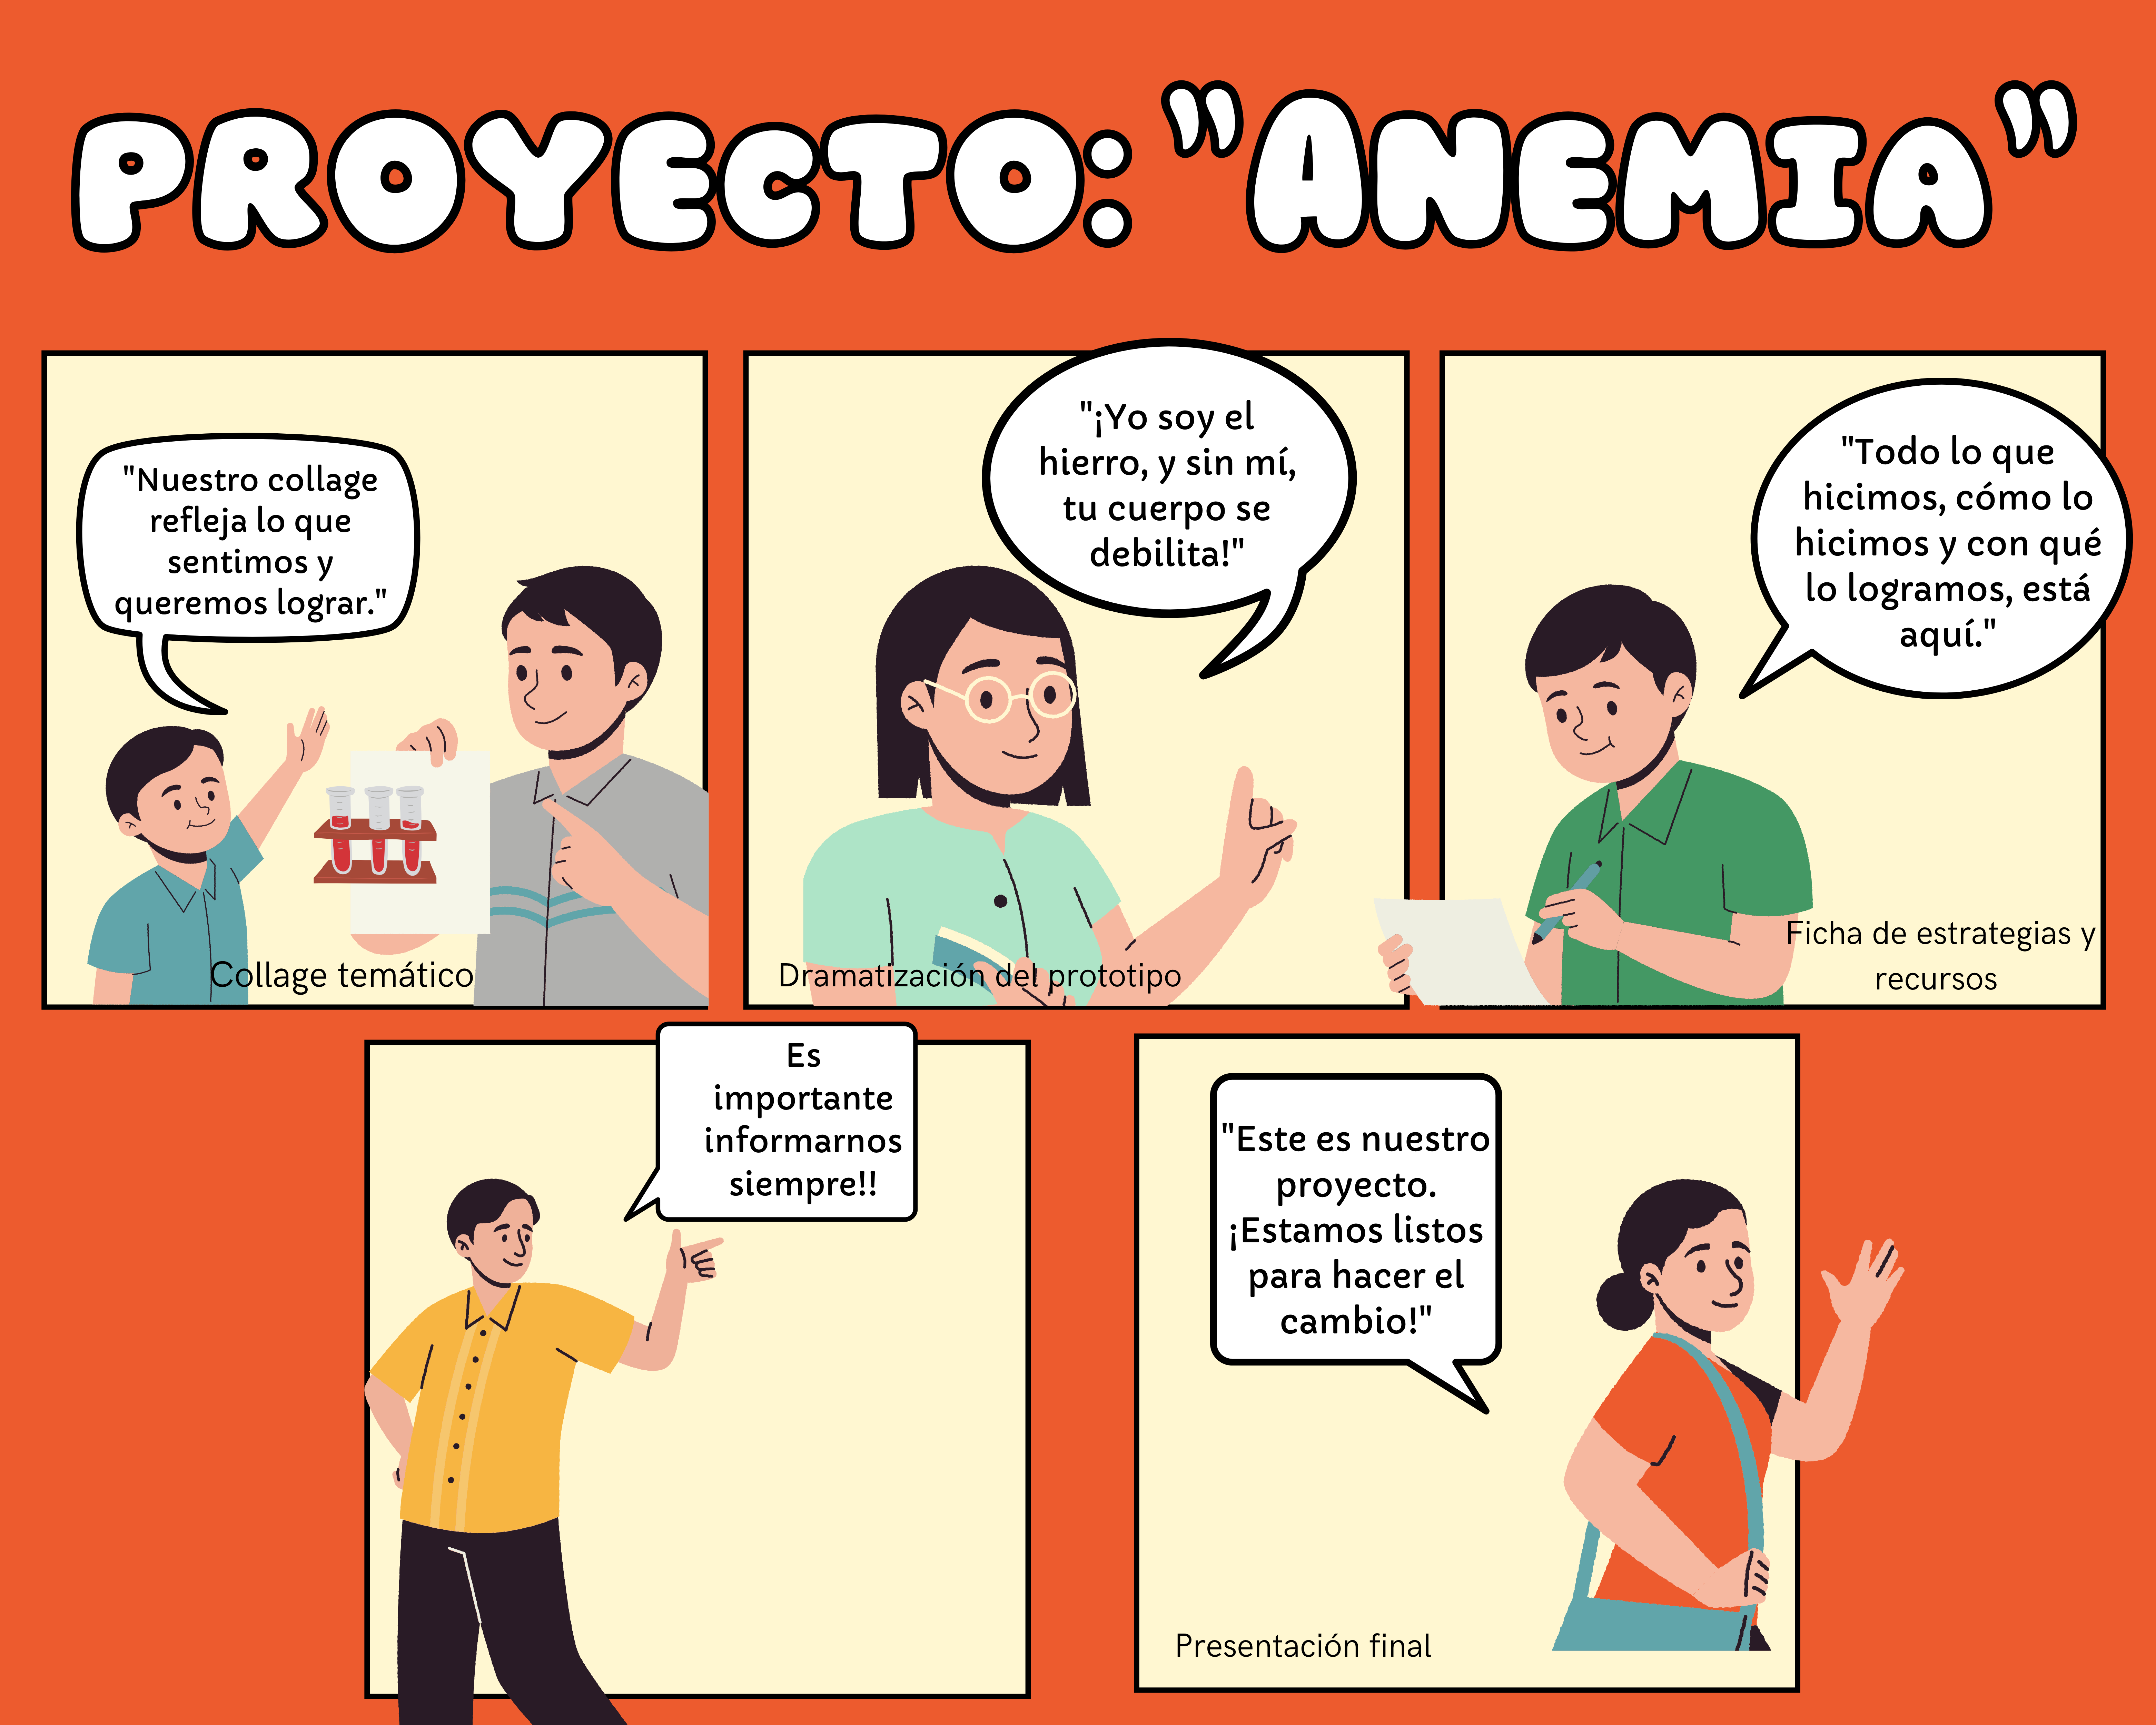 PROYECTO: "ANEMIA"
"Nuestro collage
refleja lo que
sentimos y
queremos lograr."
Collage temático
"¡Yo soy el
hierro, y sin mí,
tu cuerpo se
debilita!"
Dramatización del prototipo
"Todo lo que
hicimos, cómo lo
hicimos y con qué
lo logramos, está
aquí."
Ficha de estrategias y
recursos
Es
importante
informarnos
siempre!!
"Este es nuestro
proyecto.
¡Estamos listos
para hacer el
cambio!"
Presentación final